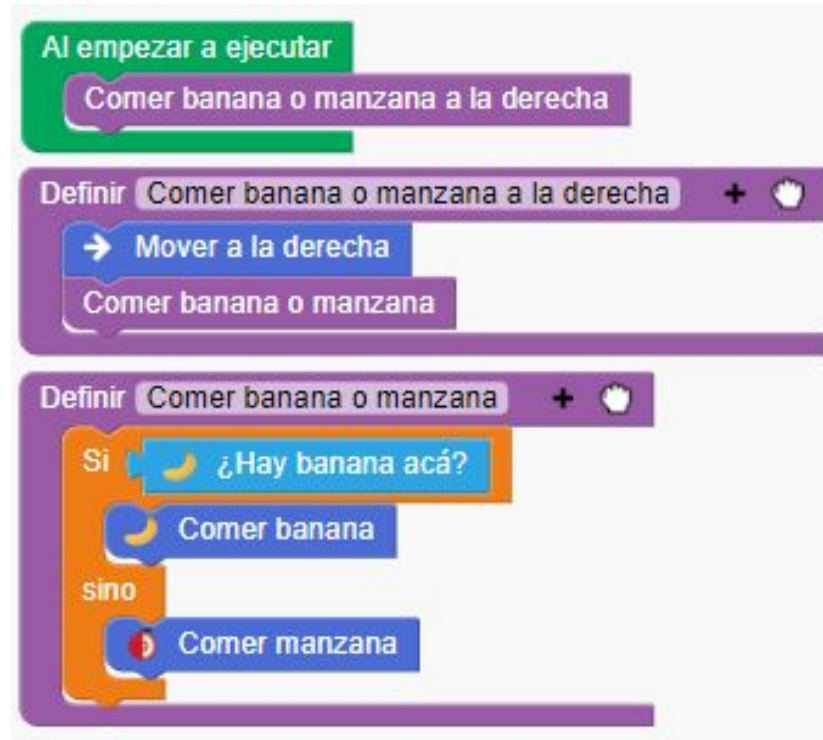 Al empezar a ejecutar
Comer banana o manzana a la derecha
Definir Comer banana o manzana a la derecha +
Mover a la derecha
Comer banana o manzana
Definir Comer banana o manzana +
Si ¿Hay banana acá?
Comer banana
sino
Comer manzana